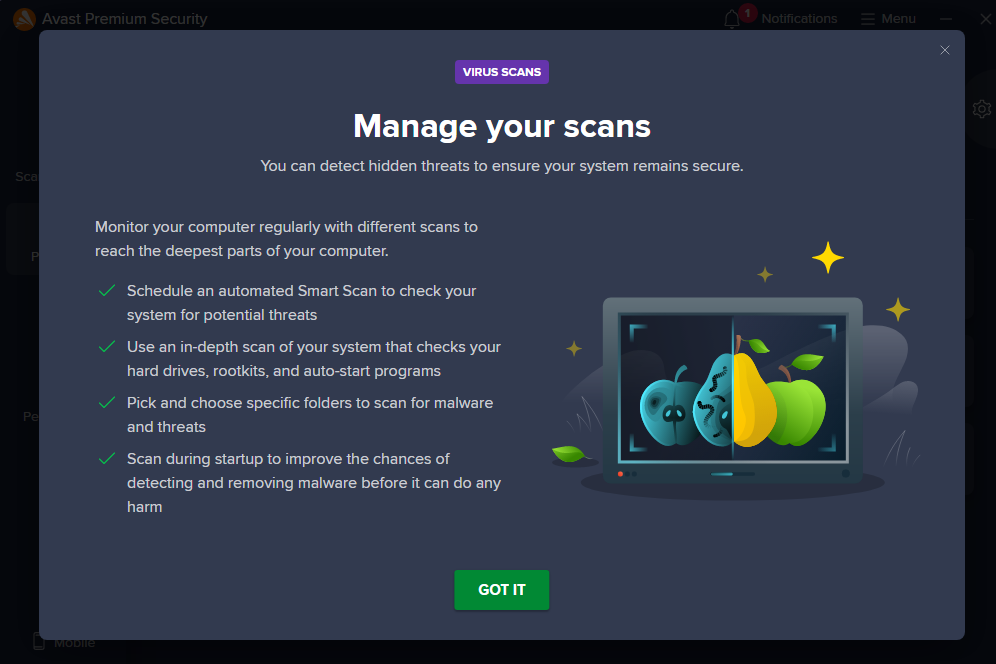 Avast Premium Security
1
Notifications
Menu
VIRUS SCANS
Manage your scans
You can detect hidden threats to ensure your system remains secure.
Monitor your computer regularly with different scans to
reach the deepest parts of your computer.
Schedule an automated Smart Scan to check your
system for potential threats
Use an in-depth scan of your system that checks your
hard drives, rootkits, and auto-start programs
Pick and choose specific folders to scan for malware
and threats
Scan during startup to improve the chances of
detecting and removing malware before it can do any
harm
GOT IT
Mobile